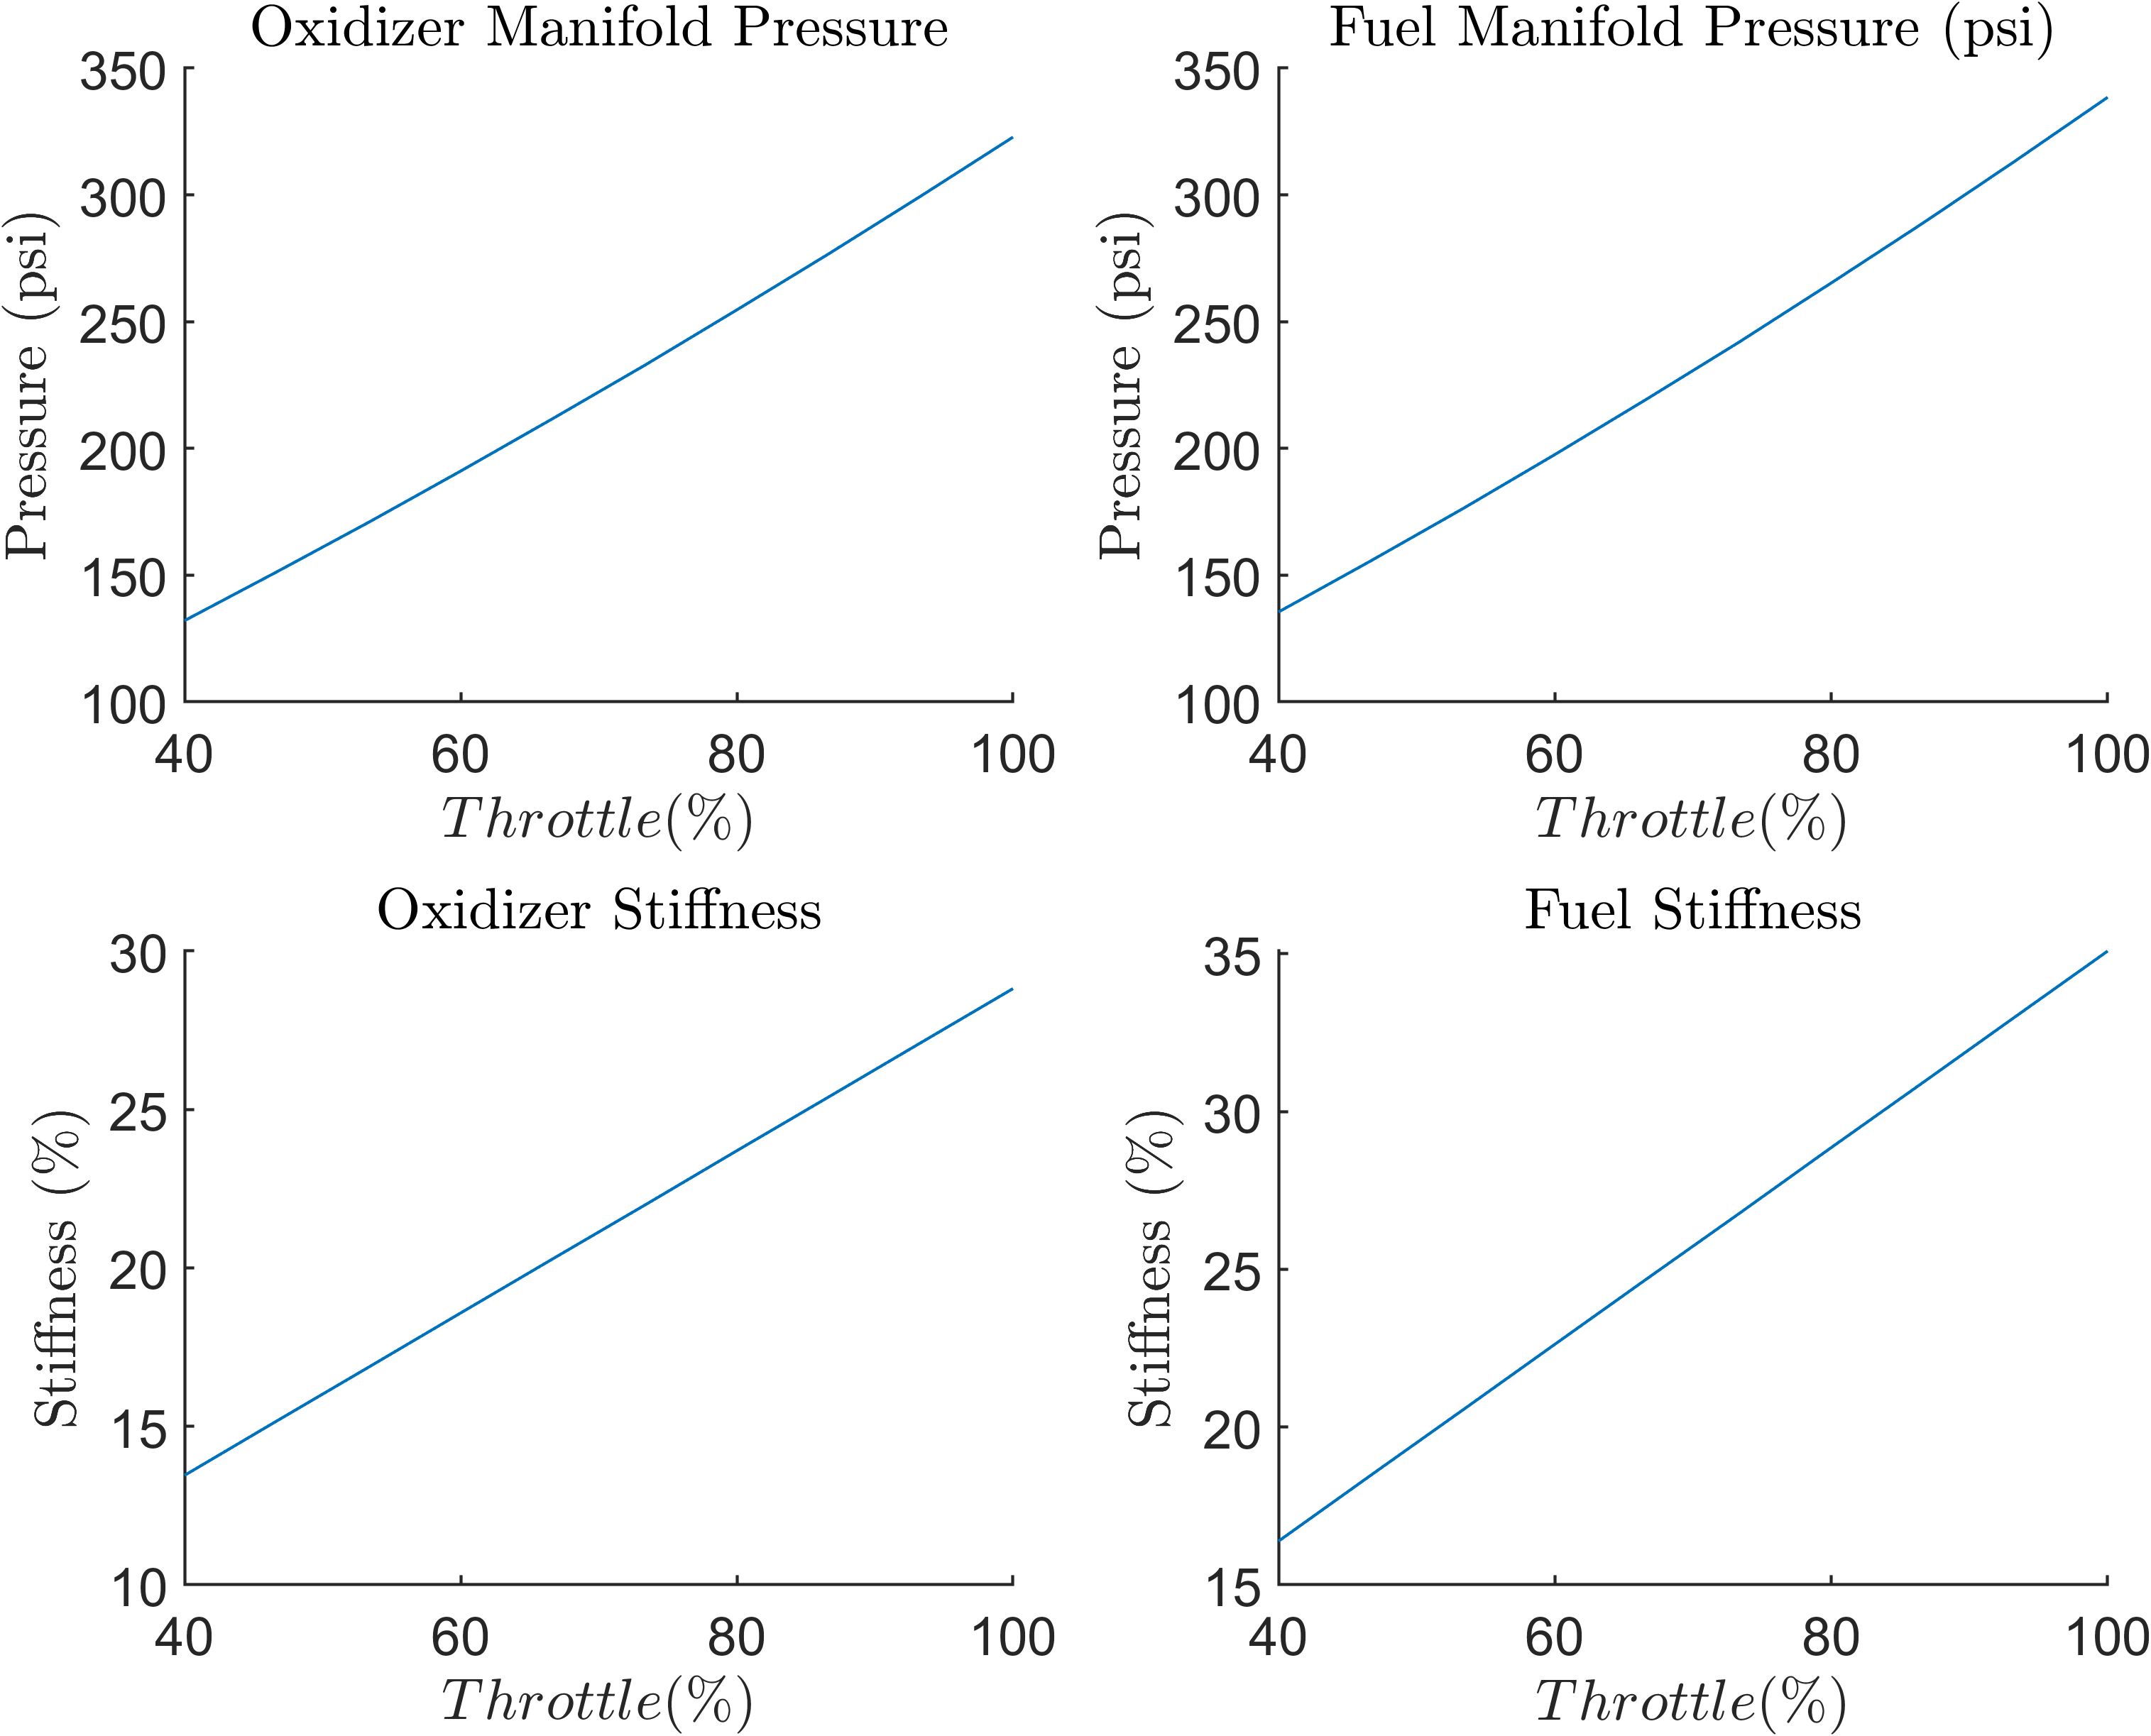 Oxidizer Manifold Pressure
350
300
250
200
150
100
Pressure (psi)
40 60 80 100
Throttle(%)
Fuel Manifold Pressure (psi)
350
300
250
200
150
100
Pressure (psi)
40 60 80 100
Throttle(%)
Oxidizer Stiffness
30
25
20
15
10
Stiffness (%)
40 60 80 100
Throttle(%)
Fuel Stiffness
35
30
25
20
15
Stiffness (%)
40 60 80 100
Throttle(%)